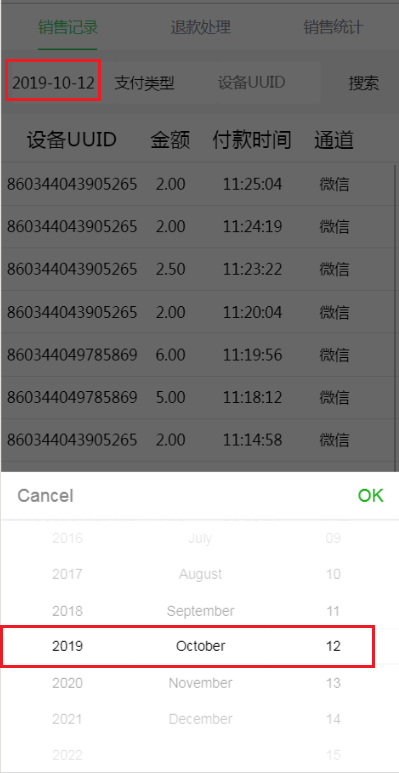 销售记录 退款处理 销售统计
2019-10-12 支付类型 设备UUID 搜索
设备UUID 金额 付款时间 通道
860344043905265 2.00 11:25:04 微信
860344043905265 2.00 11:24:19 微信
860344043905265 2.50 11:23:22 微信
860344043905265 2.00 11:20:04 微信
860344049785869 6.00 11:19:56 微信
860344049785869 5.00 11:18:12 微信
860344043905265 2.00 11:14:58 微信
Cancel OK
2016 July 09
2017 August 10
2018 September 11
2019 October 12
2020 November 13
2021 December 14
2022 15